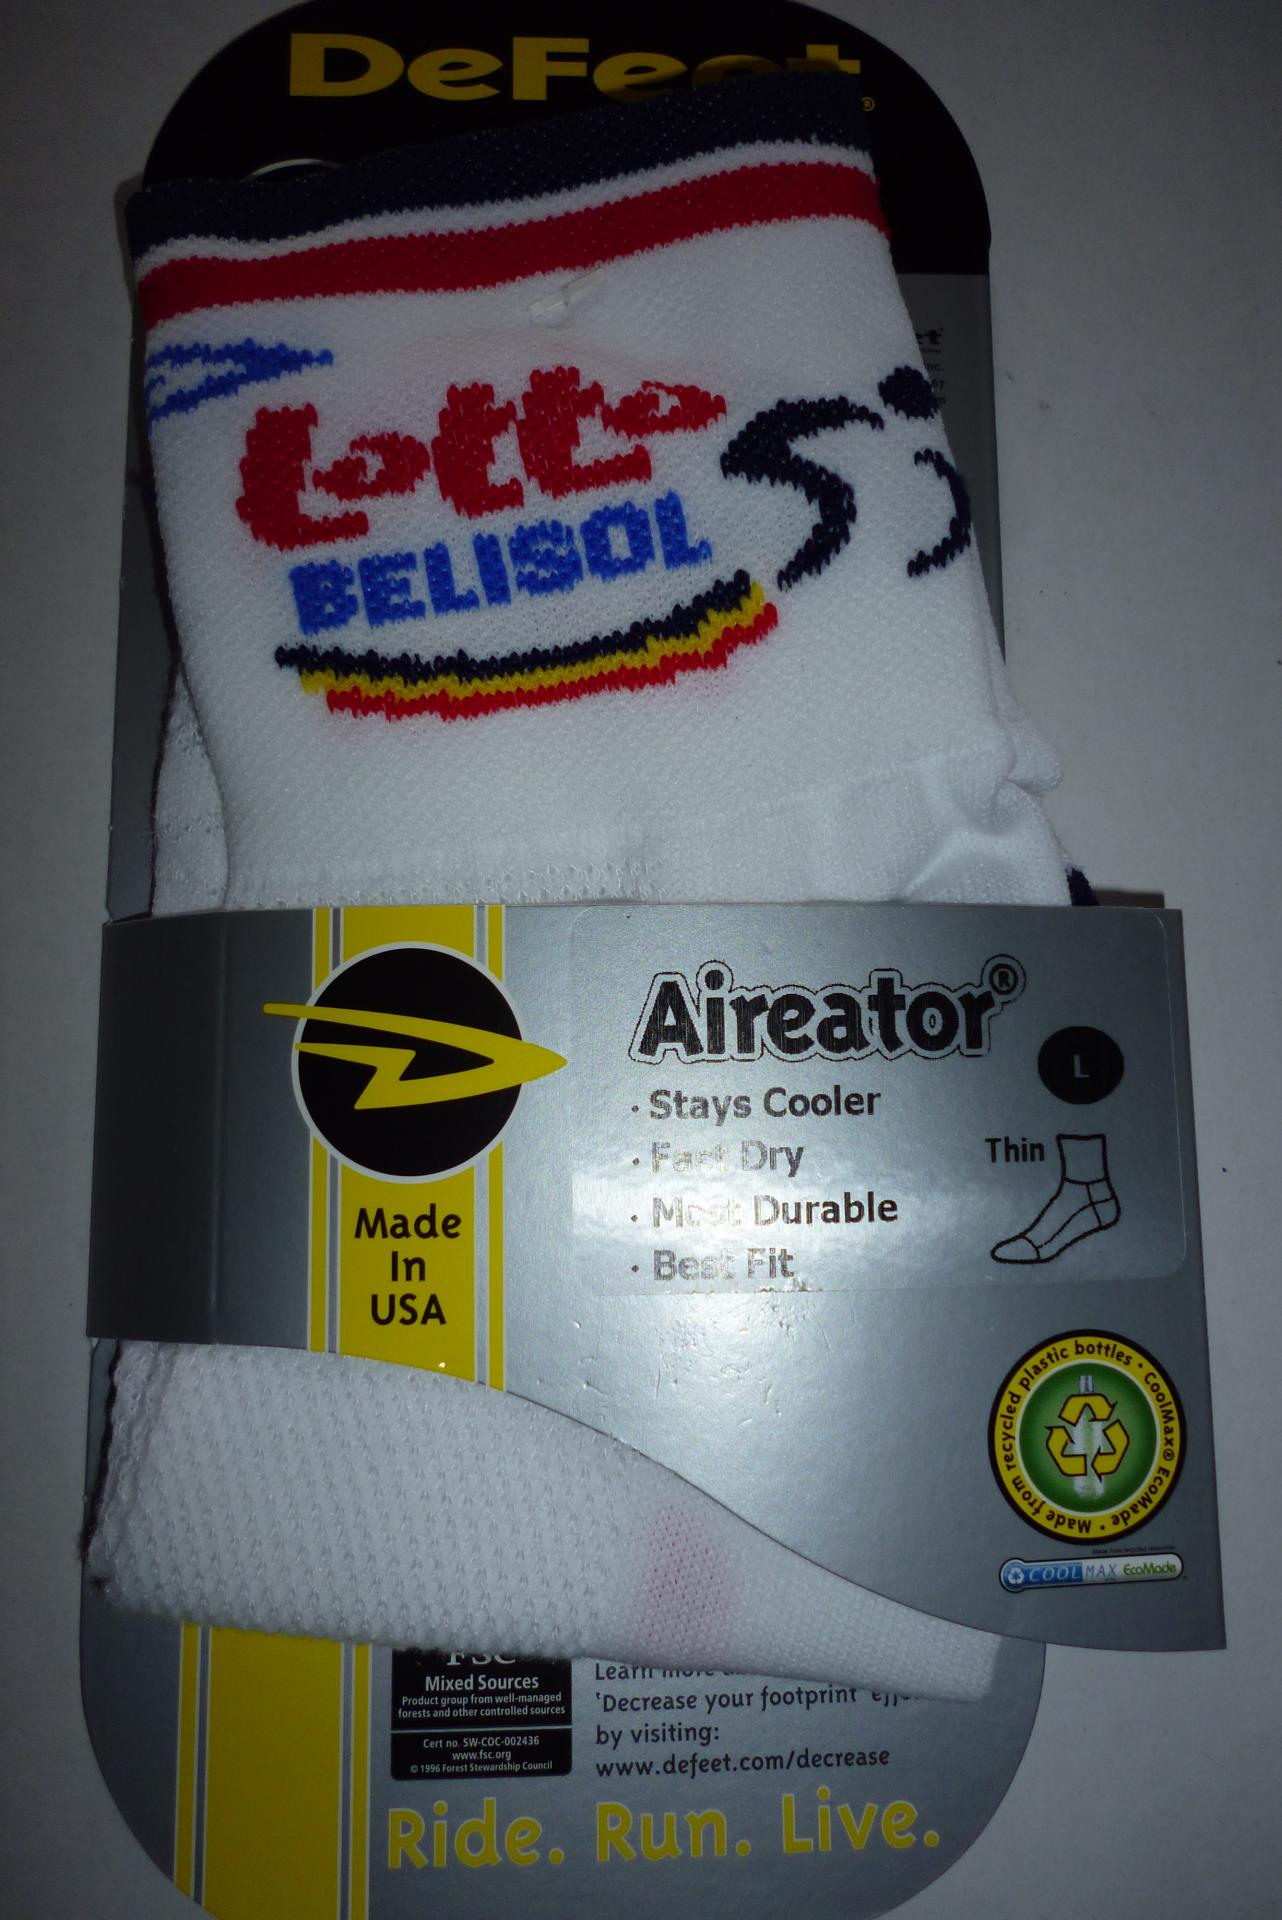 DeFeet®
Lotto
BELISOL
Aireator®
L
· Stays Cooler
· Fast Dry
· Most Durable
· Best Fit
Thin
Made
In
USA
Made from recycled plastic bottles · CoolMax® EcoMade ·
COOLMAX EcoMade
FSC
Mixed Sources
Product group from well-managed
forests and other controlled sources
Cert no. SW-COC-002436
www.fsc.org
© 1996 Forest Stewardship Council
Learn more
'Decrease your footprint'
by visiting:
www.defeet.com/decrease
Ride. Run. Live.